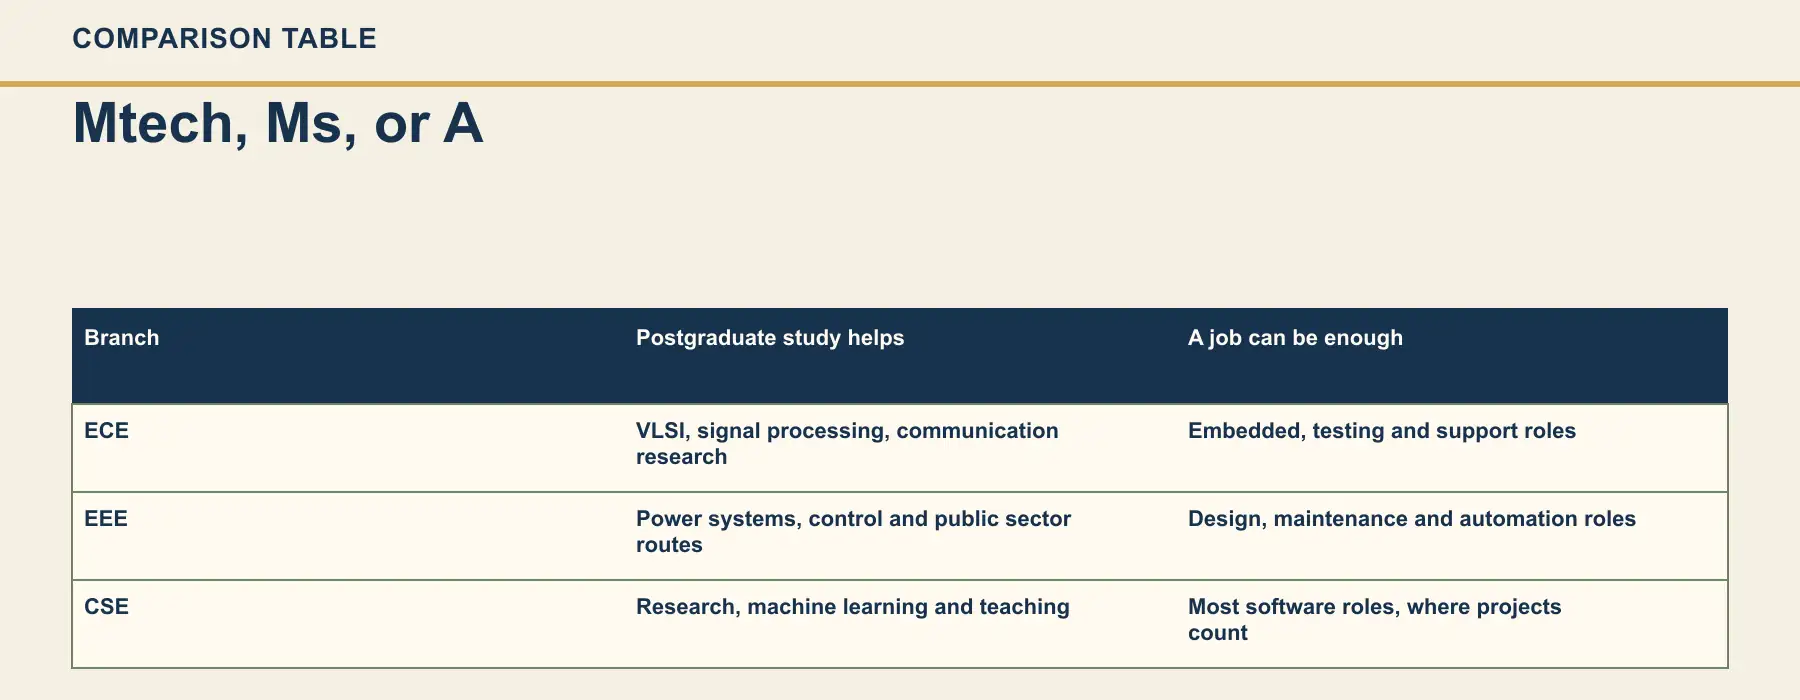 COMPARISON TABLE
Mtech, Ms, or A
Branch
Postgraduate study helps
A job can be enough
ECE
VLSI, signal processing, communication
research
Embedded, testing and support roles
EEE
Power systems, control and public sector
routes
Design, maintenance and automation roles
CSE
Research, machine learning and teaching
Most software roles, where projects
count